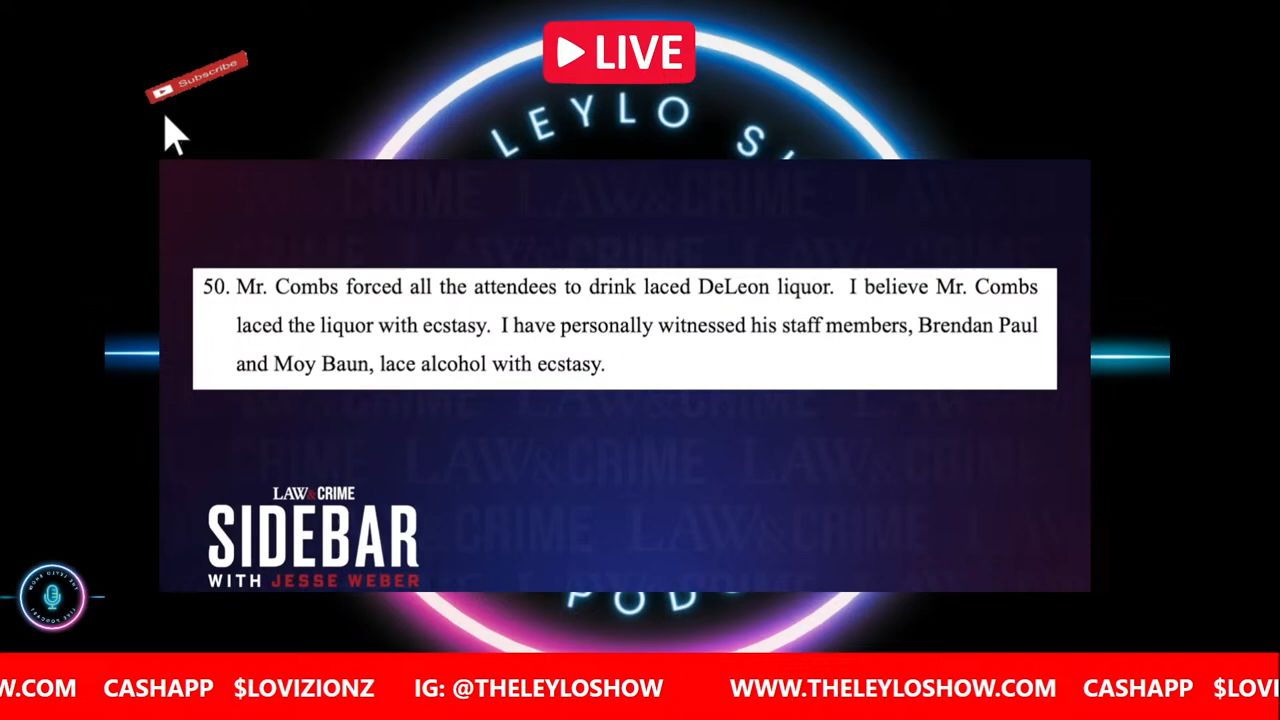 LIVE
Subscribe
LEYLO
50. Mr. Combs forced all the attendees to drink laced DeLeon liquor. I believe Mr. Combs
laced the liquor with ecstasy. I have personally witnessed his staff members, Brendan Paul
and Moy Baun, lace alcohol with ecstasy.
LAW&CRIME
SIDEBAR
WITH JESSE WEBER
W.COM CASHAPP $LOVIZIONZ IG: @THELEYLOSHOW WWW.THELEYLOSHOW.COM CASHAPP $LOVI